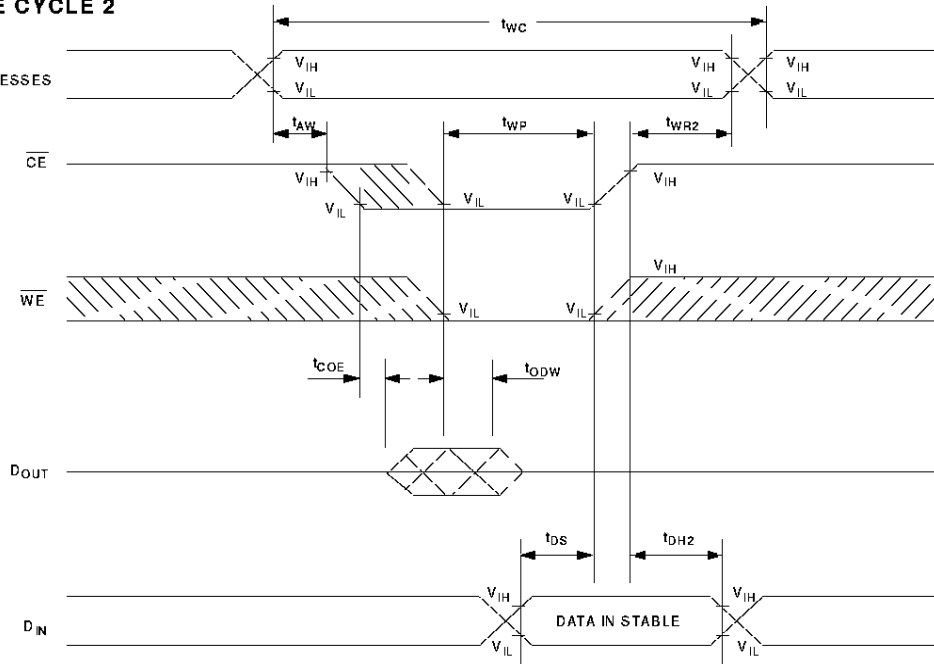 E CYCLE 2
tWC
ESSES
VIH
VIH
VIH
VIL
VIL
VIL
tAW
tWP
tWR2
CE
VIH
VIH
VIL
VIL
VIL
WE
VIH
VIL
VIL
tCOE
tODW
DOUT
tDS
tDH2
VIH
VIH
DIN
DATA IN STABLE
VIL
VIL